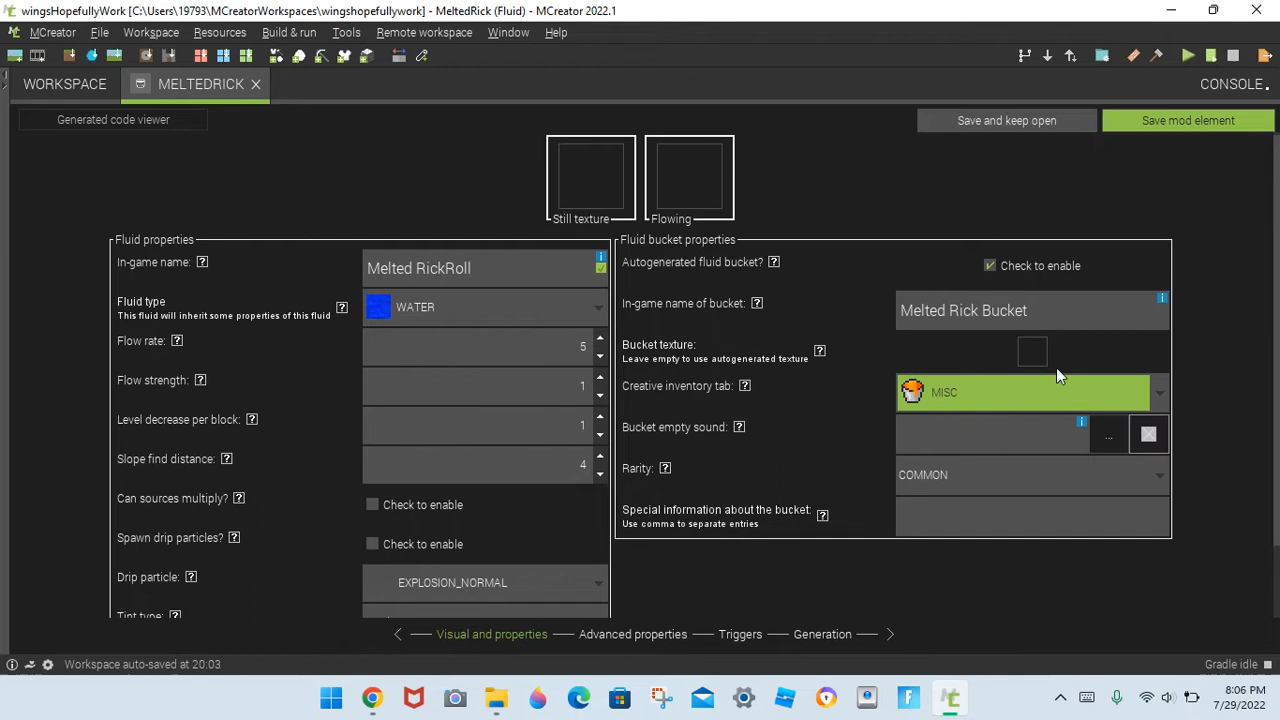 wingsHopefullyWork [C:\Users\19793\MCreatorWorkspaces\wingshopefullywork] - MeltedRick (Fluid) - MCreator 2022.1
MCreator File Workspace Resources Build & run Tools Remote workspace Window Help
WORKSPACE MELTEDRICK CONSOLE
Generated code viewer Save and keep open Save mod element
Still texture Flowing
Fluid properties
In-game name: ? Melted RickRoll
Fluid type
This fluid will inherit some properties of this fluid ? WATER
Flow rate: ? 5
Flow strength: ? 1
Level decrease per block: ? 1
Slope find distance: ? 4
Can sources multiply? ? Check to enable
Spawn drip particles? ? Check to enable
Drip particle: ? EXPLOSION_NORMAL
Tint type: ?
Fluid bucket properties
Autogenerated fluid bucket? ? Check to enable
In-game name of bucket: ? Melted Rick Bucket
Bucket texture:
Leave empty to use autogenerated texture ?
Creative inventory tab: ? MISC
Bucket empty sound: ? ...
Rarity: ? COMMON
Special information about the bucket:
Use comma to separate entries ?
Visual and properties Advanced properties Triggers Generation
Workspace auto-saved at 20:03 Gradle idle
8:06 PM
7/29/2022